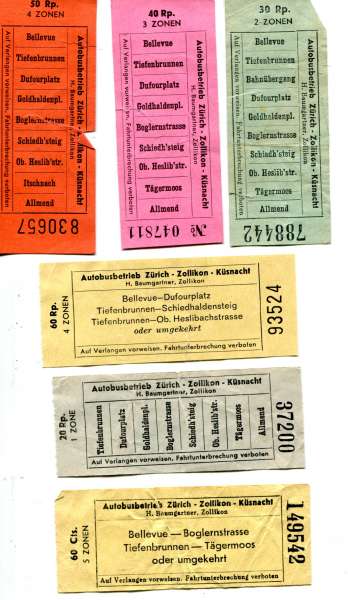 50 Rp.
4 ZONEN
Bellevue
Tiefenbrunnen
Dufourplatz
Goldhaldenpl.
Boglernstrasse
Schiedh'steig
Ob. Heslib'str.
Itschnach
Allmend
Autobusbetrieb Zürich - Zollikon - Küsnacht
H. Baumgartner, Zollikon
Auf Verlangen vorweisen. Fahrtunterbrechung verboten
830657
40 Rp.
3 ZONEN
Bellevue
Tiefenbrunnen
Dufourplatz
Goldhaldenpl.
Boglernstrasse
Schiedh'steig
Ob. Heslib'str.
Tägermoos
Allmend
Autobusbetrieb Zürich - Zollikon - Küsnacht
H. Baumgartner, Zollikon
Auf Verlangen vorweisen. Fahrtunterbrechung verboten
No 047811
30 Rp.
2 ZONEN
Bellevue
Tiefenbrunnen
Bahnübergang
Dufourplatz
Goldhaldenpl.
Boglernstrasse
Schiedh'steig
Ob. Heslib'str.
Tägermoos
Allmend
Autobusbetrieb Zürich - Zollikon - Küsnacht
H. Baumgartner, Zollikon
Auf Verlangen vorweisen. Fahrtunterbrechung verboten
788442
60 Rp.
4 ZONEN
Autobusbetrieb Zürich - Zollikon - Küsnacht
H. Baumgartner, Zollikon
Bellevue—Dufourplatz
Tiefenbrunnen—Schiedhaldensteig
Tiefenbrunnen—Ob. Heslibachstrasse
oder umgekehrt
Auf Verlangen vorweisen. Fahrtunterbrechung verboten
93524
20 Rp.
1 ZONE
Autobusbetrieb Zürich - Zollikon - Küsnacht
H. Baumgartner, Zollikon
Tiefenbrunnen
Dufourplatz
Goldhaldenpl.
Boglernstrasse
Schiedh'steig
Ob. Heslib'str.
Tägermoos
Allmend
Auf Verlangen vorweisen. Fahrtunterbrechung verboten
37200
60 Cts.
5 ZONEN
Autobusbetrie's Zürich - Zollikon - Küsnacht
H. Baumgartner, Zollikon
Bellevue — Boglernstrasse
Tiefenbrunnen — Tägermoos
oder umgekehrt
Auf Verlangen vorweisen. Fahrtunterbrechung verboten
149542